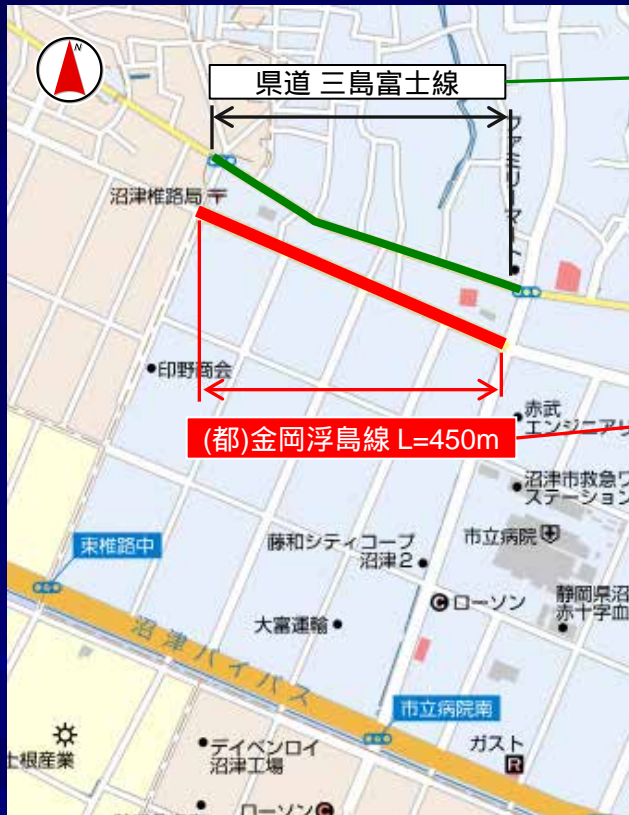 N
県道 三島富士線
ファミリーマート
沼津椎路局
印野商会
赤武
エンジニアリ
(都)金岡浮島線 L=450m
沼津市救急ワ
ステーション
東椎路中
藤和シティコープ
沼津2
市立病院
ローソン
静岡県沼
赤十字血
大富運輸
沼津バイパス
市立病院南
ガスト
R
士根産業
デイベンロイ
沼津工場
ローソン